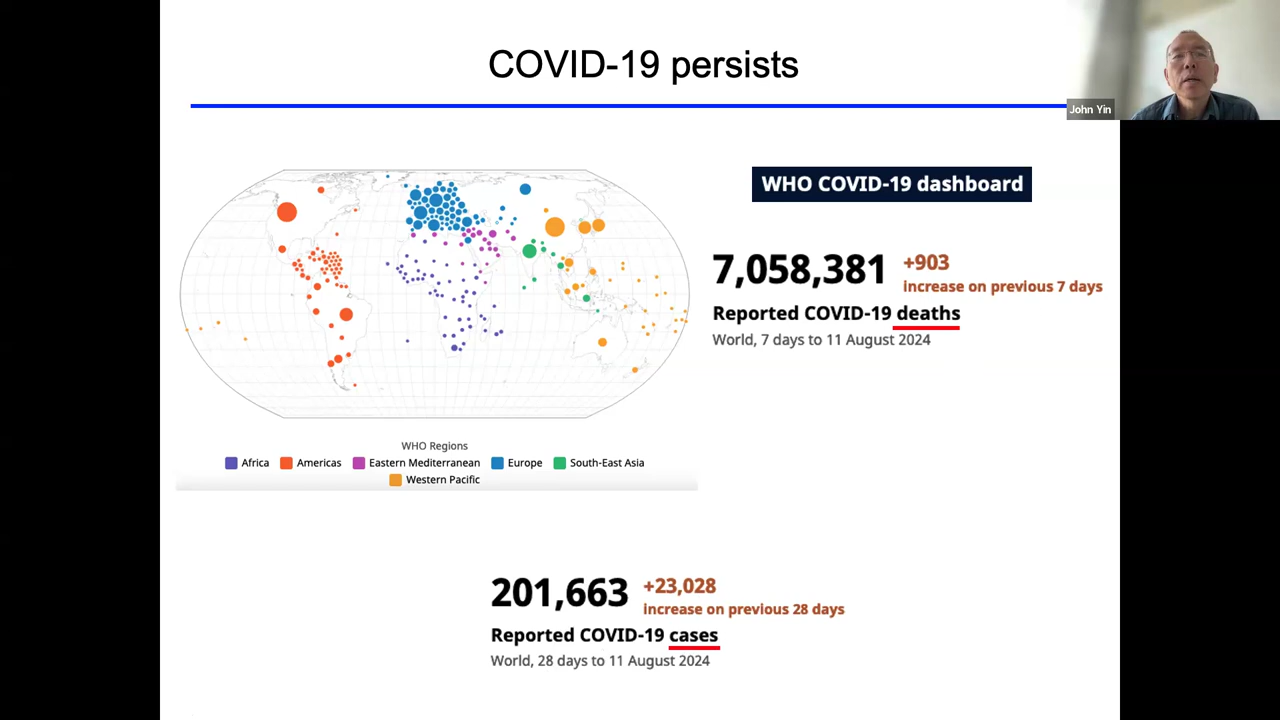 COVID-19 persists
John Yin
WHO COVID-19 dashboard
7,058,381
+903
increase on previous 7 days
Reported COVID-19 deaths
World, 7 days to 11 August 2024
WHO Regions
Africa Americas Eastern Mediterranean Europe South-East Asia
Western Pacific
201,663
+23,028
increase on previous 28 days
Reported COVID-19 cases
World, 28 days to 11 August 2024